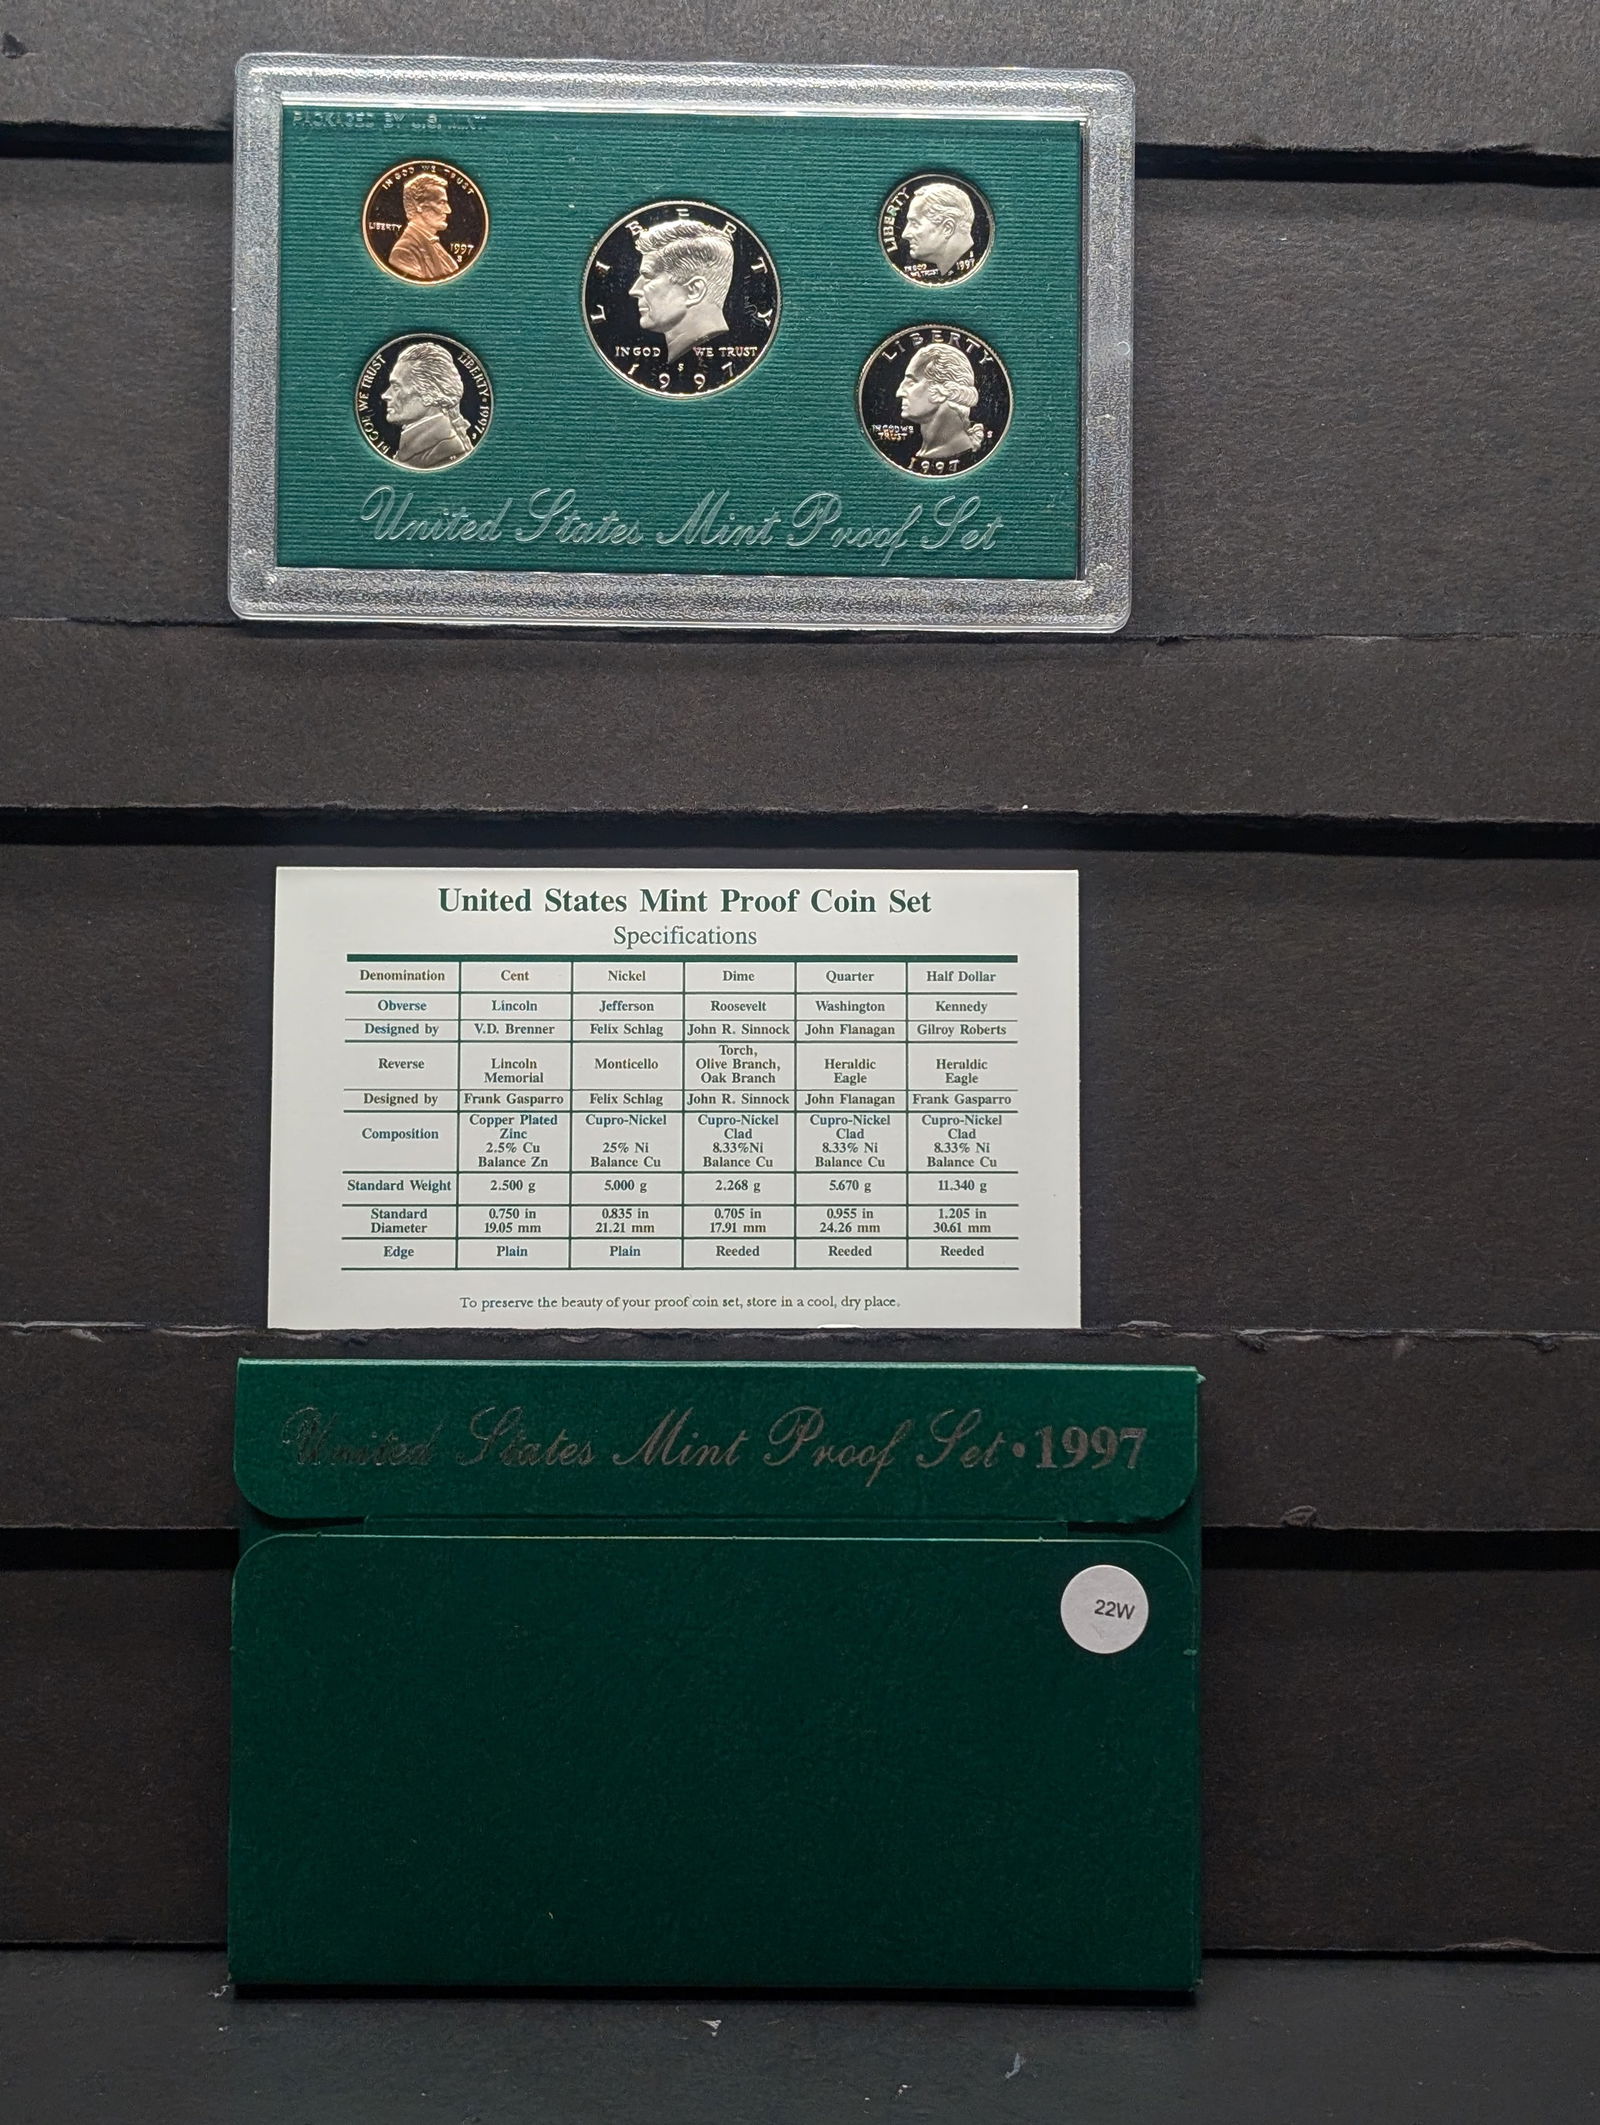 PACKAGED BY U.S. MINT
IN GOD WE TRUST
LIBERTY
1997
S
LIBERTY
IN GOD WE TRUST
S
1997
LIBERTY
IN GOD
WE TRUST
S
1997
IN GOD WE TRUST
LIBERTY · 1997
S
LIBERTY
IN GOD WE
TRUST
S
1997
United States Mint Proof Set
United States Mint Proof Coin Set
Specifications
Denomination Cent Nickel Dime Quarter Half Dollar
Obverse Lincoln Jefferson Roosevelt Washington Kennedy
Designed by V.D. Brenner Felix Schlag John R. Sinnock John Flanagan Gilroy Roberts
Torch,
Reverse Lincoln Monticello Olive Branch, Heraldic Heraldic
Memorial Oak Branch Eagle Eagle
Designed by Frank Gasparro Felix Schlag John R. Sinnock John Flanagan Frank Gasparro
Copper Plated Cupro-Nickel Cupro-Nickel Cupro-Nickel Cupro-Nickel
Composition Zinc Clad Clad Clad
2.5% Cu 25% Ni 8.33%Ni 8.33% Ni 8.33% Ni
Balance Zn Balance Cu Balance Cu Balance Cu Balance Cu
Standard Weight 2.500 g 5.000 g 2.268 g 5.670 g 11.340 g
Standard 0.750 in 0.835 in 0.705 in 0.955 in 1.205 in
Diameter 19.05 mm 21.21 mm 17.91 mm 24.26 mm 30.61 mm
Edge Plain Plain Reeded Reeded Reeded
To preserve the beauty of your proof coin set, store in a cool, dry place.
United States Mint Proof Set · 1997
22W